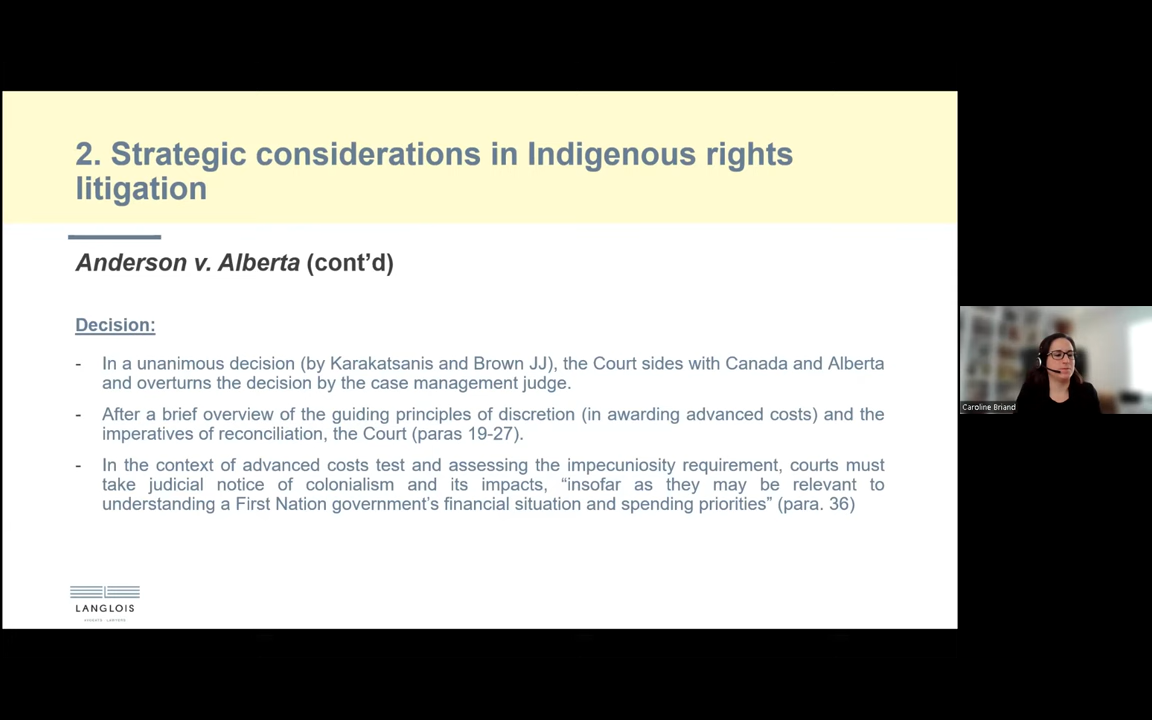 2. Strategic considerations in Indigenous rights
litigation
Anderson v. Alberta (cont’d)
Decision:
- In a unanimous decision (by Karakatsanis and Brown JJ), the Court sides with Canada and Alberta
and overturns the decision by the case management judge.
- After a brief overview of the guiding principles of discretion (in awarding advanced costs) and the
imperatives of reconciliation, the Court (paras 19-27).
- In the context of advanced costs test and assessing the impecuniosity requirement, courts must
take judicial notice of colonialism and its impacts, “insofar as they may be relevant to
understanding a First Nation government’s financial situation and spending priorities” (para. 36)
Caroline Briand
LANGLOIS